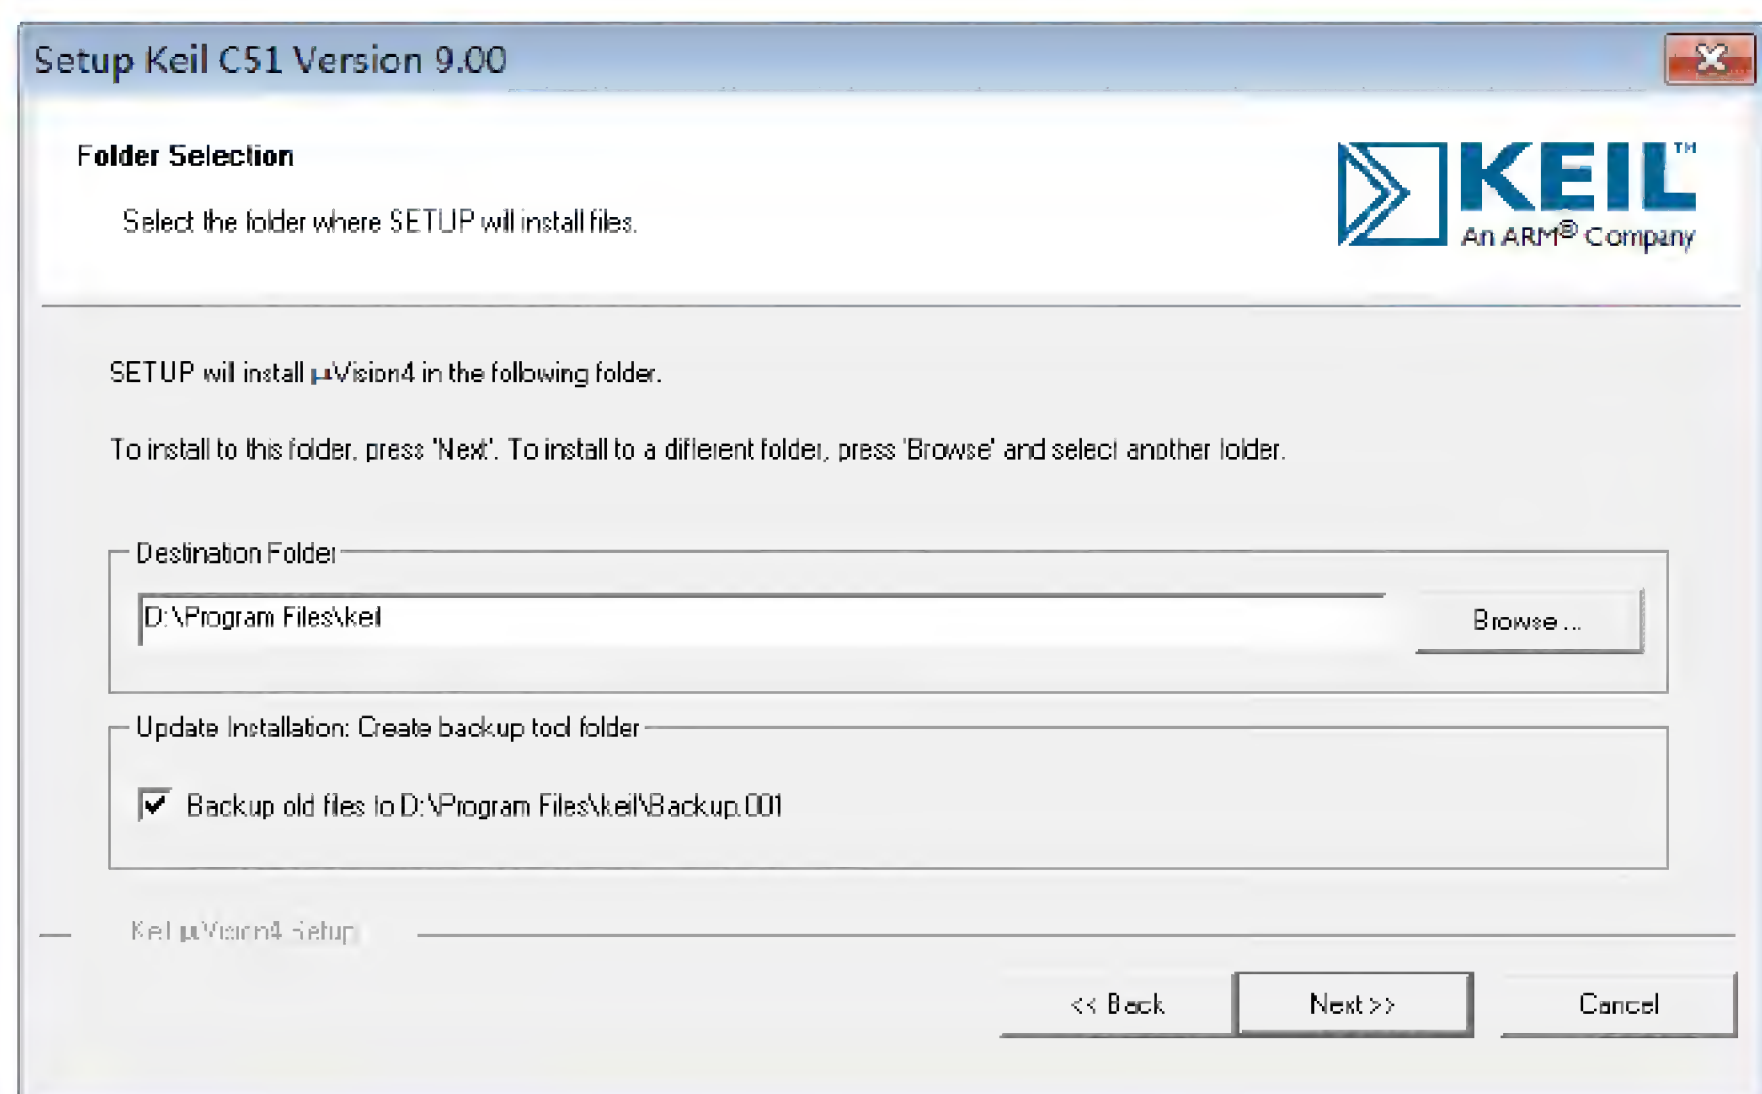 Setup Keil C51 Version 9.00
Folder Selection
Select the folder where SETUP will install files.
KEIL™
An ARM® Company
SETUP will install µVision4 in the following folder.
To install to this folder, press 'Next'. To install to a different folder, press 'Browse' and select another folder.
Destination Folder
D:\Program Files\keil
Browse ...
Update Installation: Create backup tool folder
Backup old files to D:\Program Files\keil\Backup.001
Keil µVision4 Setup
<< Back
Next >>
Cancel